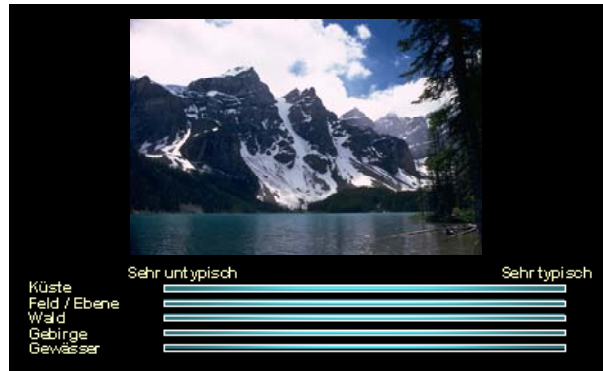 Sehr untypisch Sehr typisch
Küste
Feld / Ebene
Wald
Gebirge
Gewässer